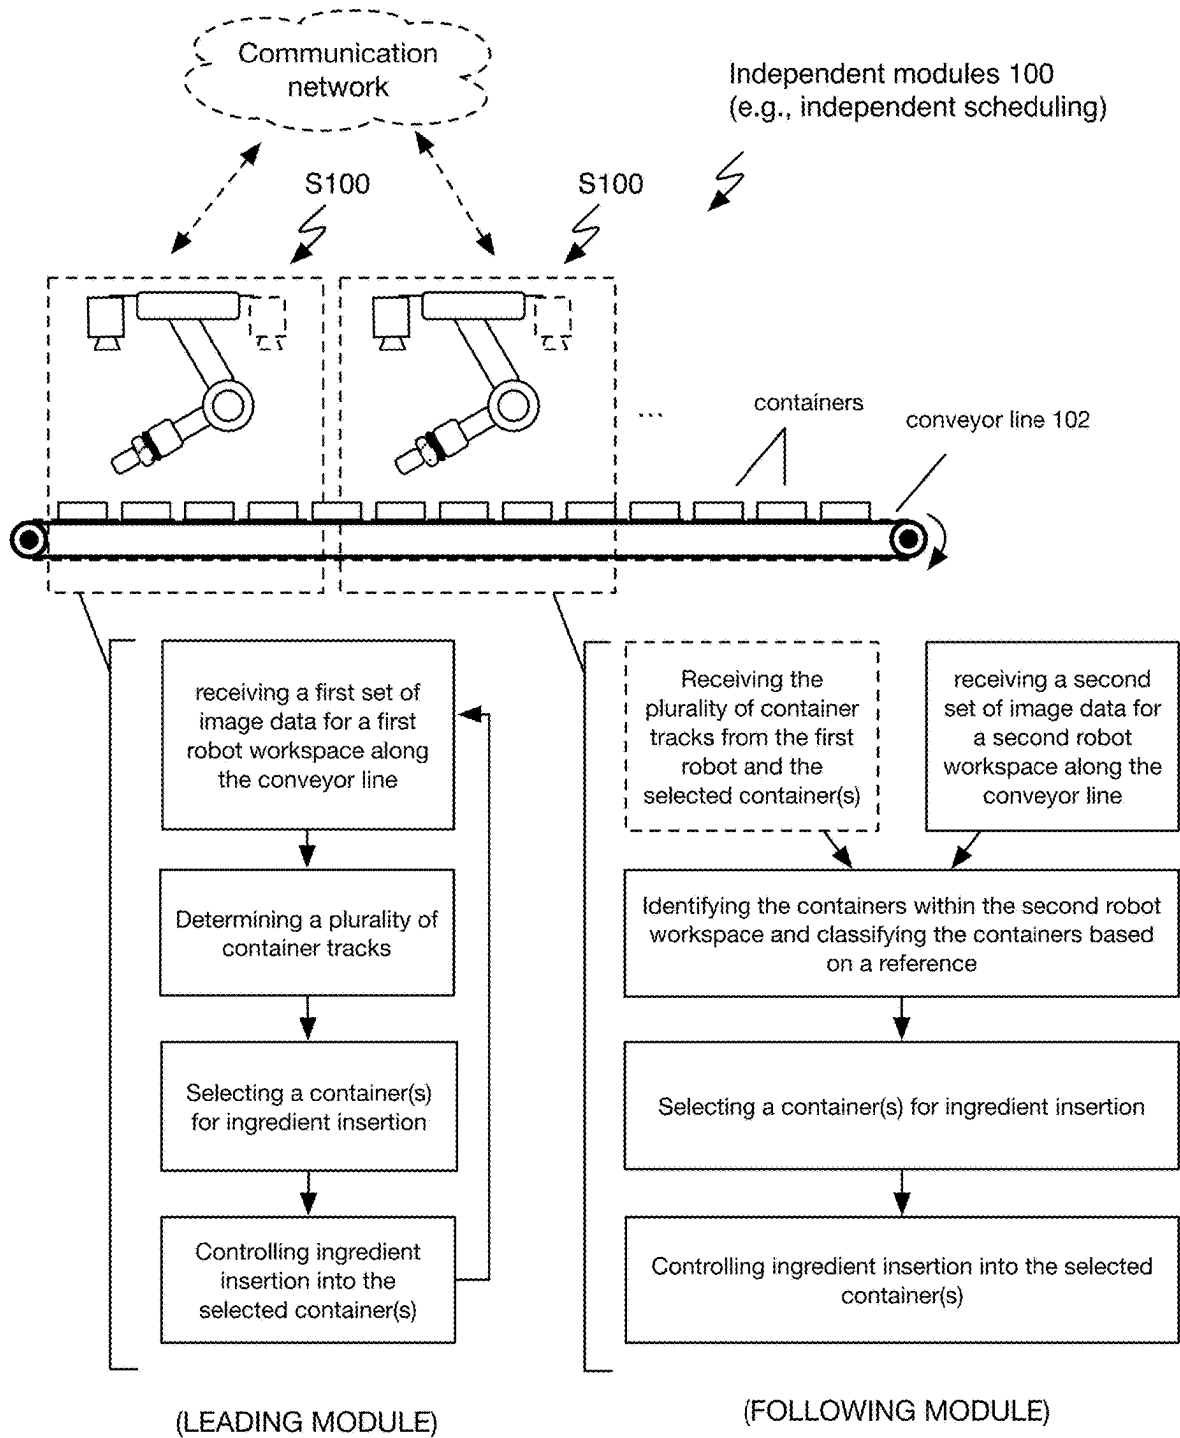 Communication
network
Independent modules 100
(e.g., independent scheduling)
S100
S100
...
containers
conveyor line 102
receiving a first set of
image data for a first
robot workspace along
the conveyor line
Determining a plurality of
container tracks
Selecting a container(s)
for ingredient insertion
Controlling ingredient
insertion into the
selected container(s)
(LEADING MODULE)
Receiving the
plurality of container
tracks from the first
robot and the
selected container(s)
receiving a second
set of image data for
a second robot
workspace along the
conveyor line
Identifying the containers within the second robot
workspace and classifying the containers based
on a reference
Selecting a container(s) for ingredient insertion
Controlling ingredient insertion into the selected
container(s)
(FOLLOWING MODULE)